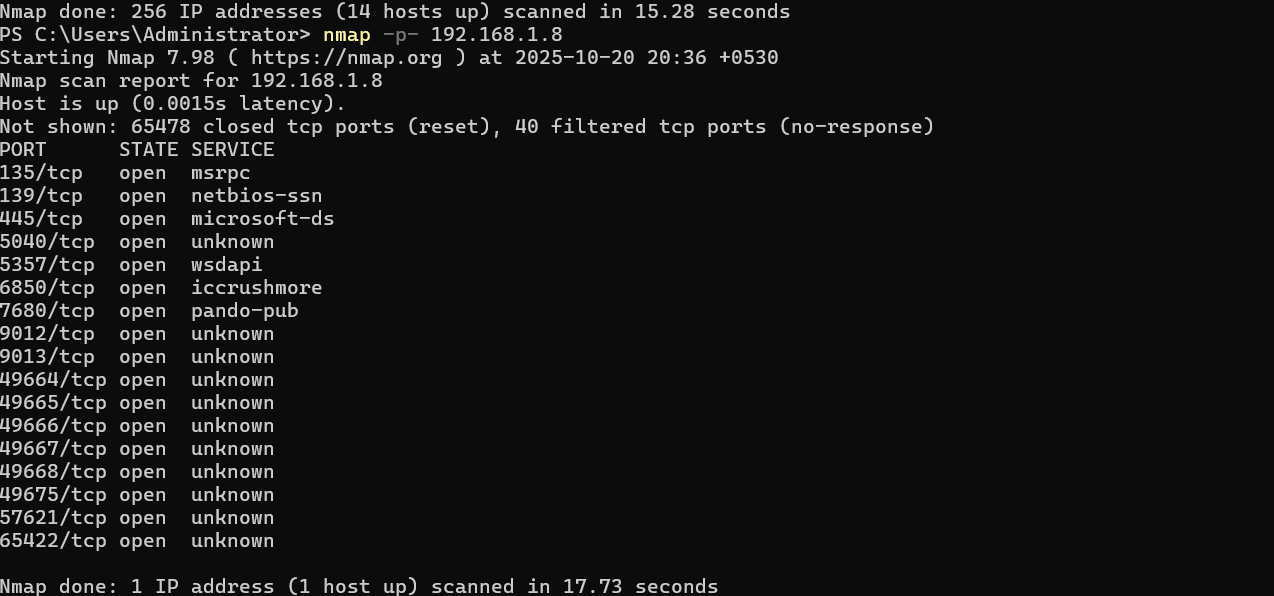 Nmap done: 256 IP addresses (14 hosts up) scanned in 15.28 seconds
PS C:\Users\Administrator> nmap -p- 192.168.1.8
Starting Nmap 7.98 ( https://nmap.org ) at 2025-10-20 20:36 +0530
Nmap scan report for 192.168.1.8
Host is up (0.0015s latency).
Not shown: 65478 closed tcp ports (reset), 40 filtered tcp ports (no-response)
PORT      STATE SERVICE
135/tcp   open  msrpc
139/tcp   open  netbios-ssn
445/tcp   open  microsoft-ds
5040/tcp  open  unknown
5357/tcp  open  wsdapi
6850/tcp  open  iccrushmore
7680/tcp  open  pando-pub
9012/tcp  open  unknown
9013/tcp  open  unknown
49664/tcp open  unknown
49665/tcp open  unknown
49666/tcp open  unknown
49667/tcp open  unknown
49668/tcp open  unknown
49675/tcp open  unknown
57621/tcp open  unknown
65422/tcp open  unknown

Nmap done: 1 IP address (1 host up) scanned in 17.73 seconds